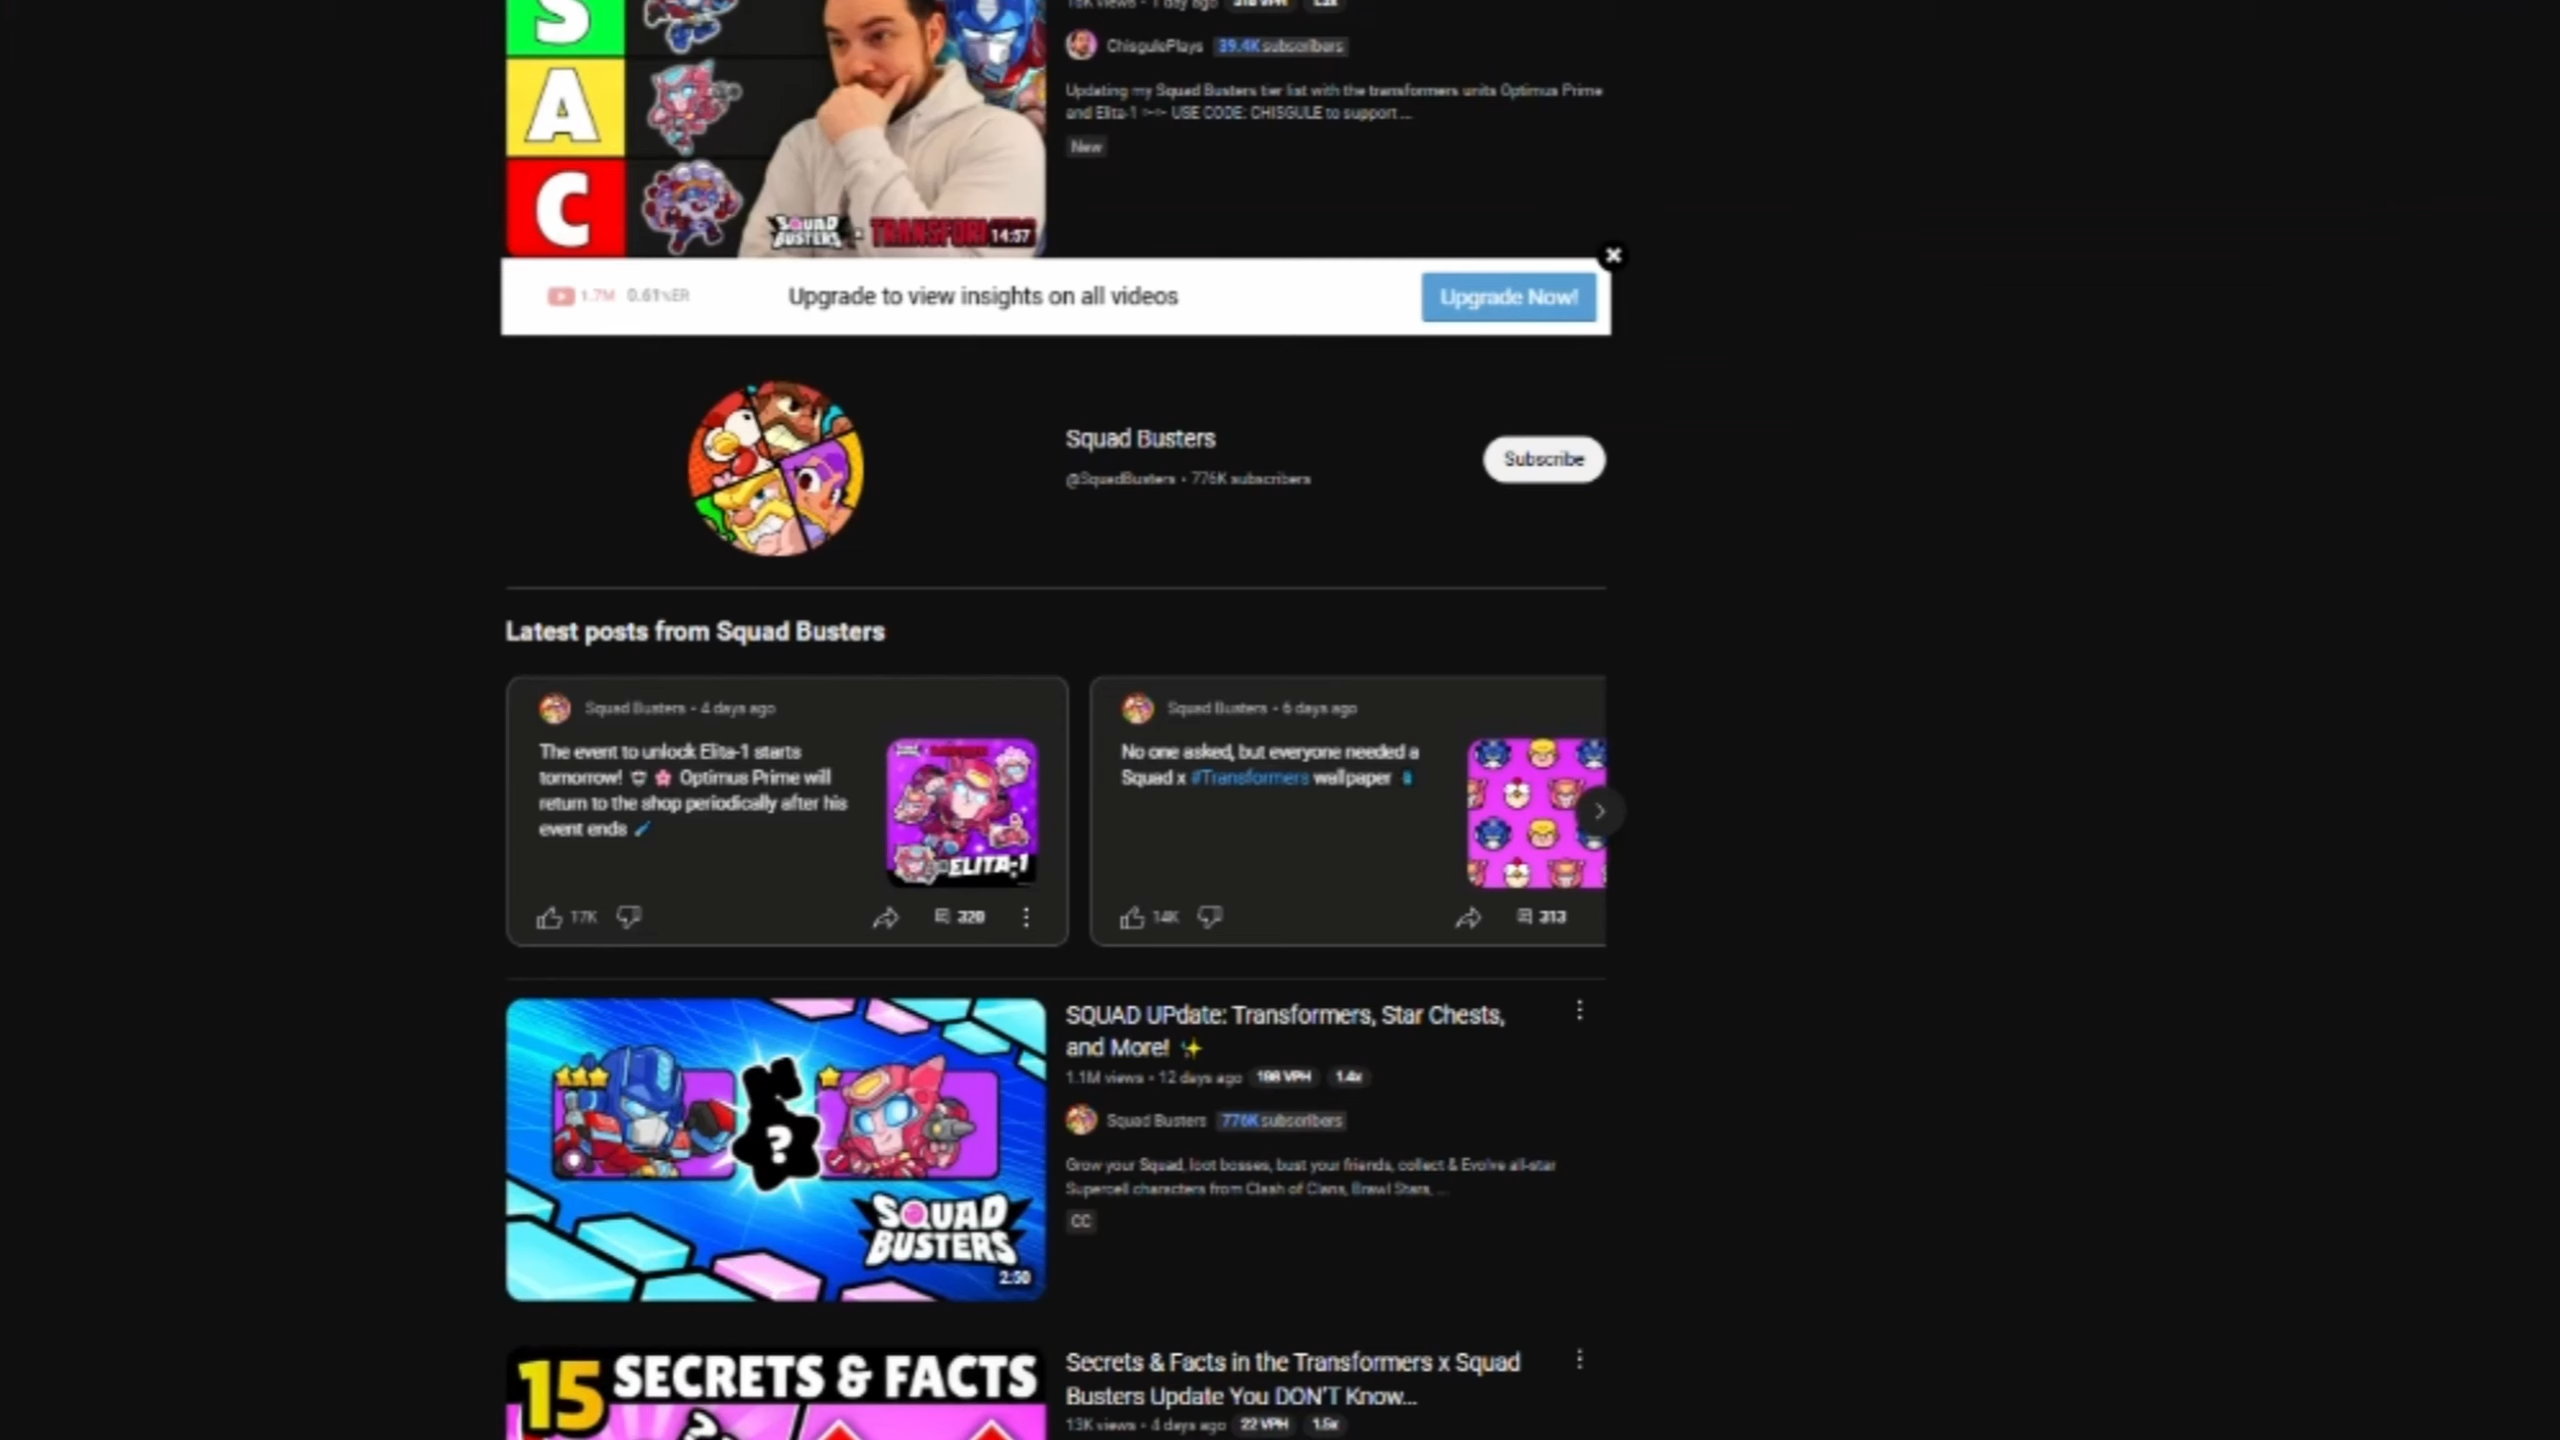 S
1 day ago
ChisgulePlays 39.4K subscribers
Updating my Squad Busters tier list with the transformers units Optimus Prime
and Elita-1 >-> USE CODE: CHISGULE to support ...
New
A
C
SQUAD BUSTERS
14:57
1.7M 0.61%ER Upgrade to view insights on all videos Upgrade Now!
Squad Busters
@SquadBusters • 776K subscribers
Subscribe
Latest posts from Squad Busters
Squad Busters • 4 days ago
The event to unlock Elita-1 starts
tomorrow! Optimus Prime will
return to the shop periodically after his
event ends
ELITA-1
17K 320
Squad Busters • 6 days ago
No one asked, but everyone needed a
Squad x #Transformers wallpaper
14K 313
SQUAD BUSTERS
2:50
SQUAD UPdate: Transformers, Star Chests,
and More! ✨
1.1M views • 12 days ago 198 VPH 1.4x
Squad Busters 776K subscribers
Grow your Squad, loot bosses, bust your friends, collect & Evolve all-star
Supercell characters from Clash of Clans, Brawl Stars, ...
CC
15 SECRETS & FACTS
Secrets & Facts in the Transformers x Squad
Busters Update You DON'T Know...
13K views • 4 days ago 22 VPH 1.5x